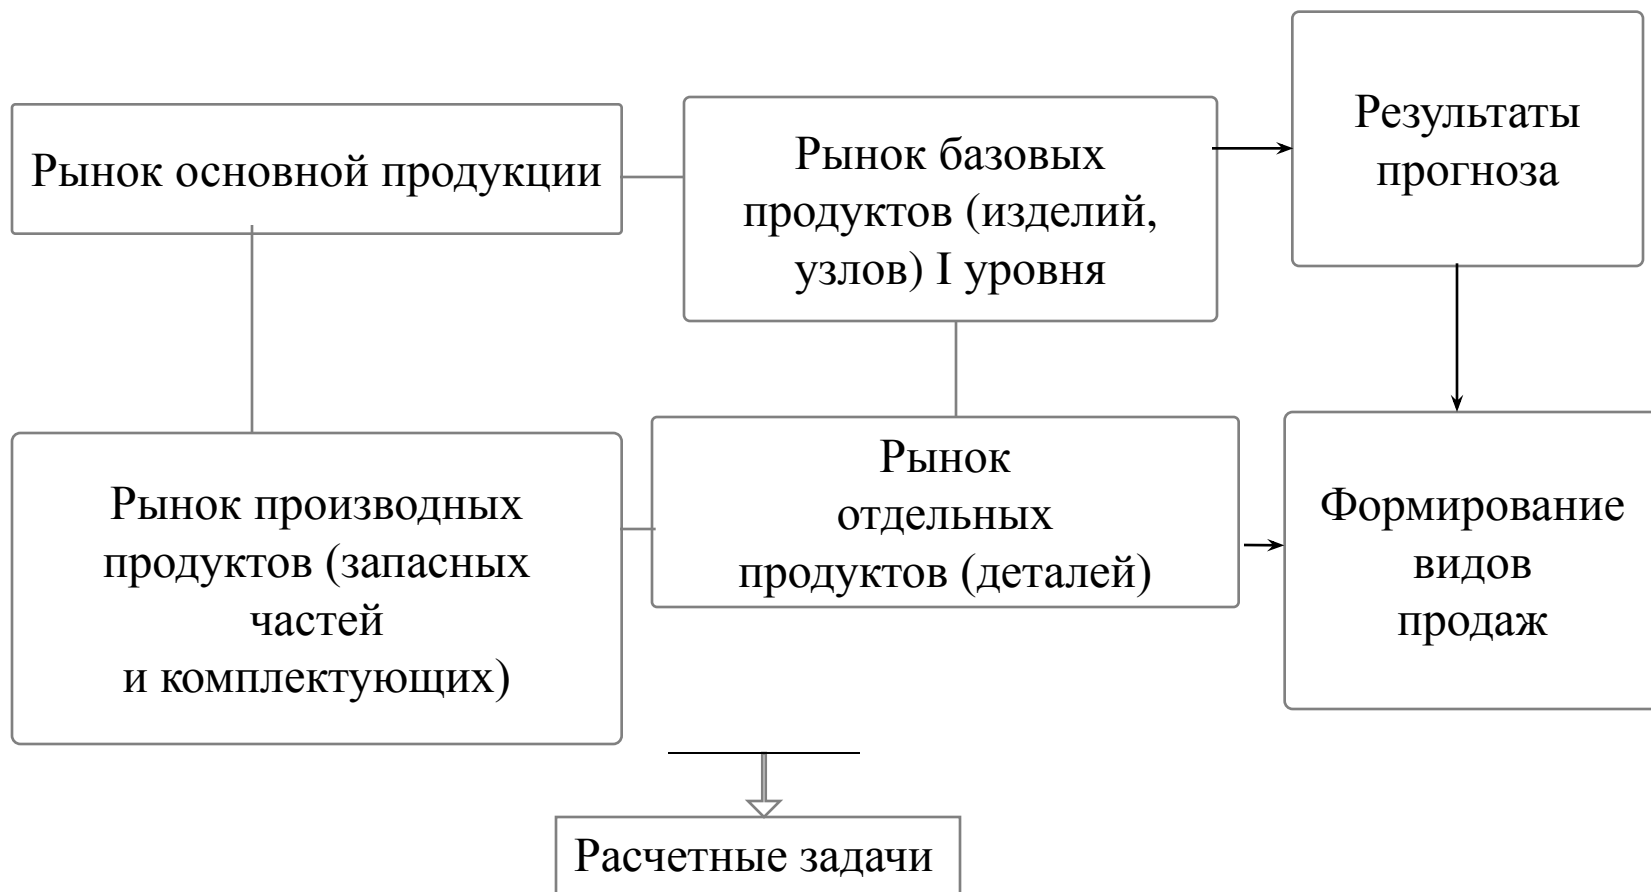 Рынок основной продукции
Рынок базовых
продуктов (изделий,
узлов) I уровня
Результаты
прогноза
Рынок производных
продуктов (запасных
частей
и комплектующих)
Рынок
отдельных
продуктов (деталей)
Формирование
видов
продаж
Расчетные задачи